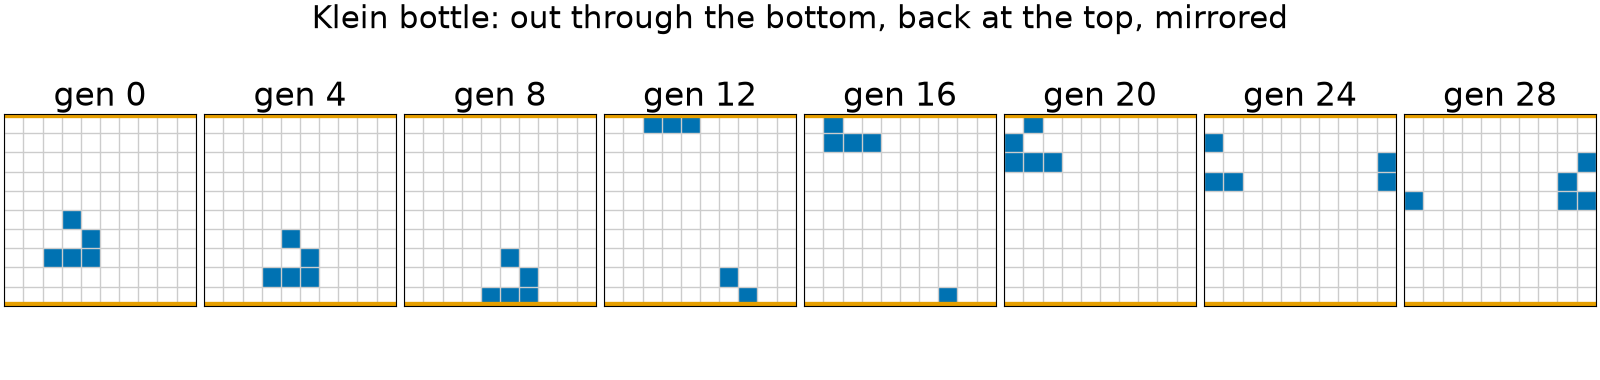 Klein bottle: out through the bottom, back at the top, mirrored
gen 0 gen 4 gen 8 gen 12 gen 16 gen 20 gen 24 gen 28